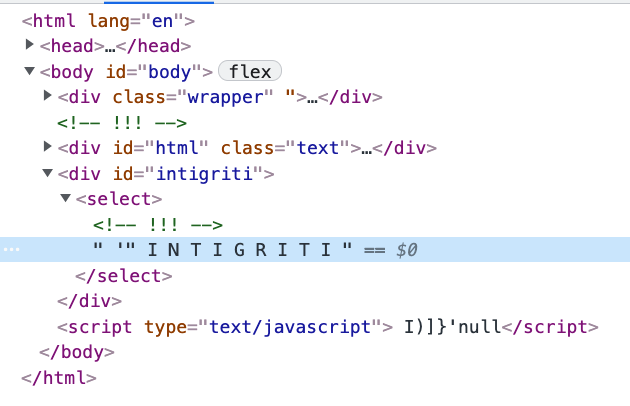 <html lang="en">
▶<head>…</head>
▼<body id="body"> flex
▶<div class="wrapper" ">…</div>
<!-- !!! -->
▶<div id="html" class="text">…</div>
▼<div id="intigriti">
▼<select>
<!-- !!! -->
… " '" I N T I G R I T I " == $0
</select>
</div>
<script type="text/javascript"> I)]}'null</script>
</body>
</html>